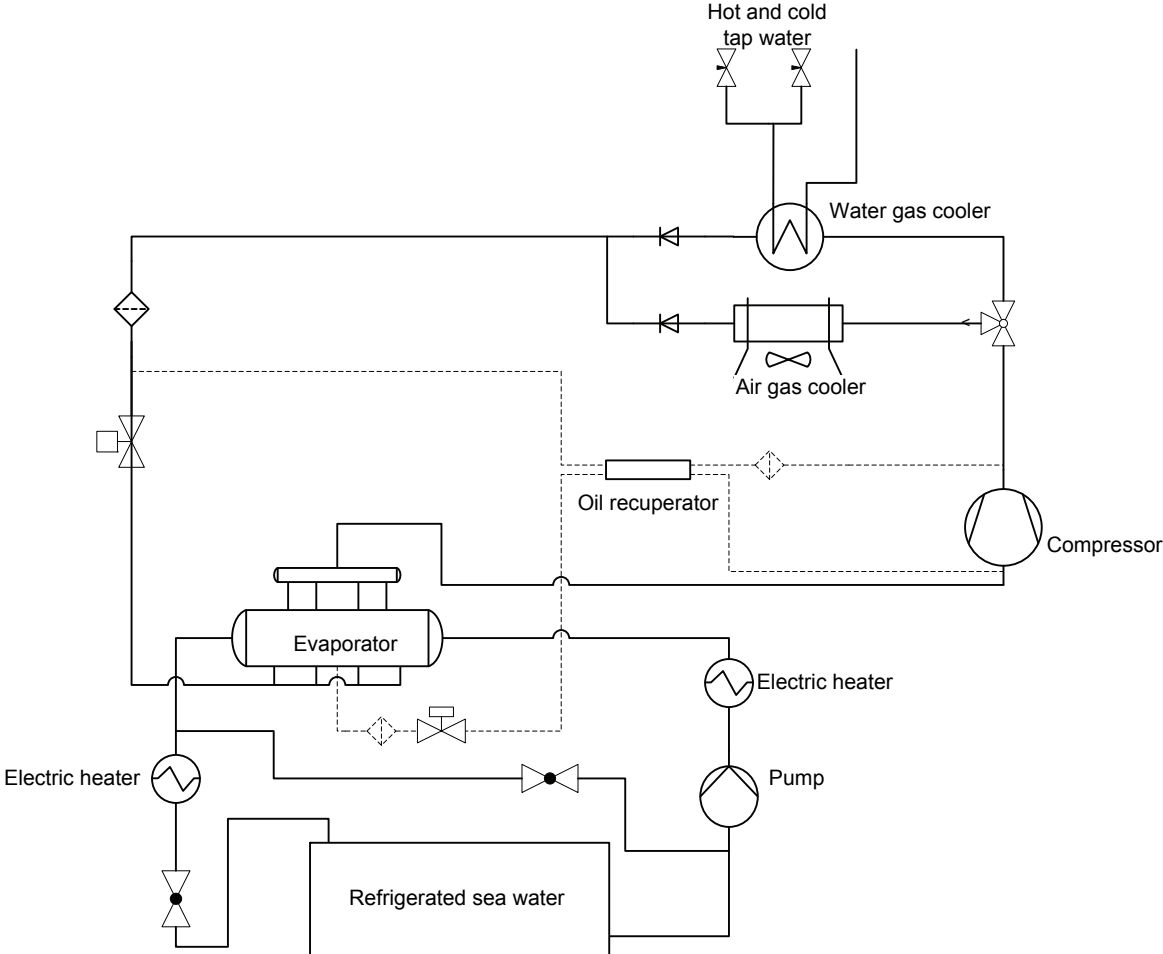 Hot and cold
tap water
Water gas cooler
Air gas cooler
Oil recuperator
Compressor
Evaporator
Electric heater
Electric heater
Pump
Refrigerated sea water